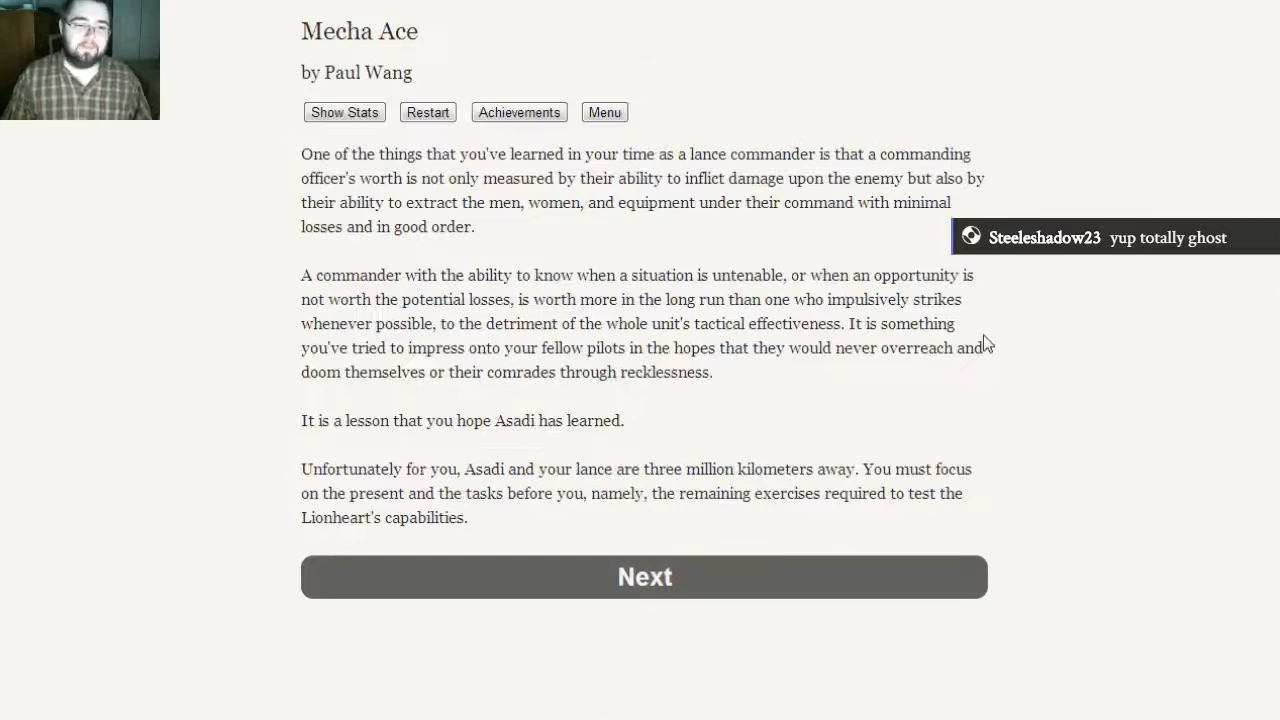 Mecha Ace
by Paul Wang
Show Stats Restart Achievements Menu
One of the things that you've learned in your time as a lance commander is that a commanding
officer's worth is not only measured by their ability to inflict damage upon the enemy but also by
their ability to extract the men, women, and equipment under their command with minimal
losses and in good order.
Steeleshadow23 yup totally ghost
A commander with the ability to know when a situation is untenable, or when an opportunity is
not worth the potential losses, is worth more in the long run than one who impulsively strikes
whenever possible, to the detriment of the whole unit's tactical effectiveness. It is something
you've tried to impress onto your fellow pilots in the hopes that they would never overreach and
doom themselves or their comrades through recklessness.
It is a lesson that you hope Asadi has learned.
Unfortunately for you, Asadi and your lance are three million kilometers away. You must focus
on the present and the tasks before you, namely, the remaining exercises required to test the
Lionheart's capabilities.
Next